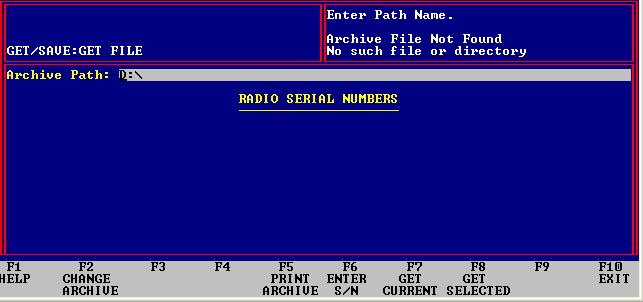 Enter Path Name.
Archive File Not Found
GET/SAVE:GET FILE No such file or directory
Archive Path: D:\
RADIO SERIAL NUMBERS
F1 F2 F3 F4 F5 F6 F7 F8 F9 F10
HELP CHANGE PRINT ENTER GET GET EXIT
ARCHIVE ARCHIVE S/N CURRENT SELECTED